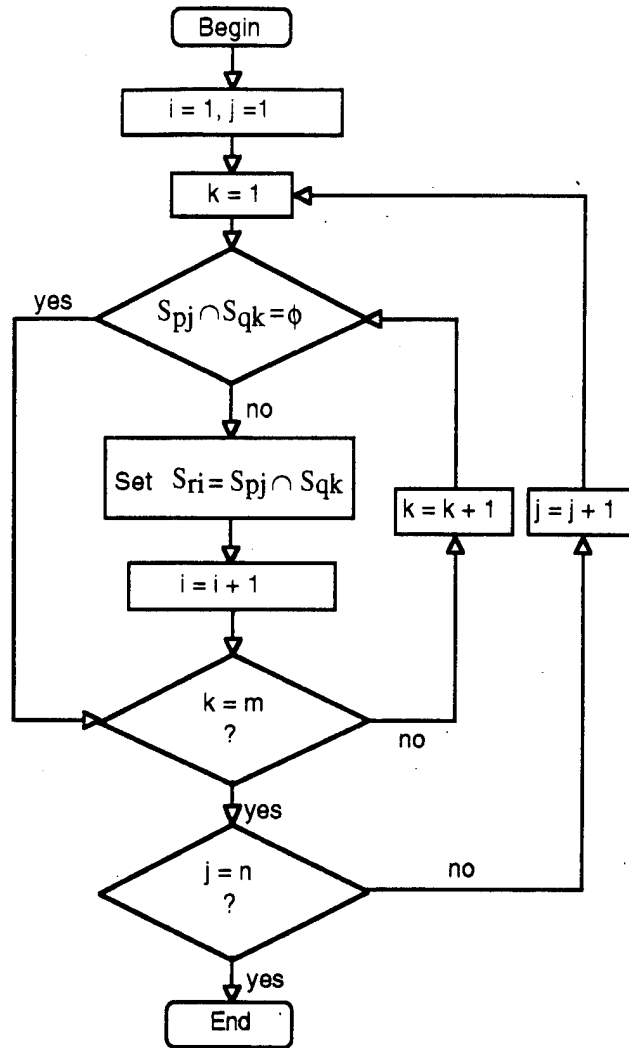 Begin
i = 1, j =1
k = 1
yes
Spj ∩ Sqk = ϕ
no
Set Sri = Spj ∩ Sqk
k = k + 1
j = j + 1
i = i + 1
k = m
?
no
yes
j = n
?
no
yes
End